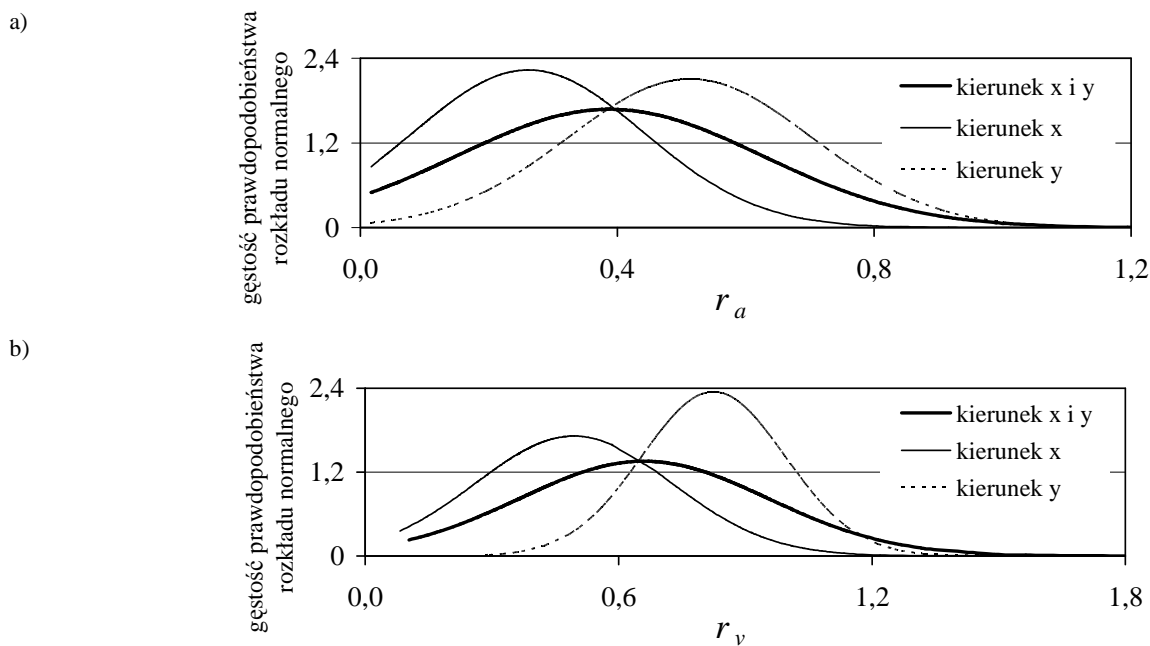 a)
gęstość prawdopodobieństwa
rozkładu normalnego
2,4
1,2
0
kierunek x i y
kierunek x
kierunek y
0,0 0,4 0,8 1,2
r a
b)
gęstość prawdopodobieństwa
rozkładu normalnego
2,4
1,2
0
kierunek x i y
kierunek x
kierunek y
0,0 0,6 1,2 1,8
r v